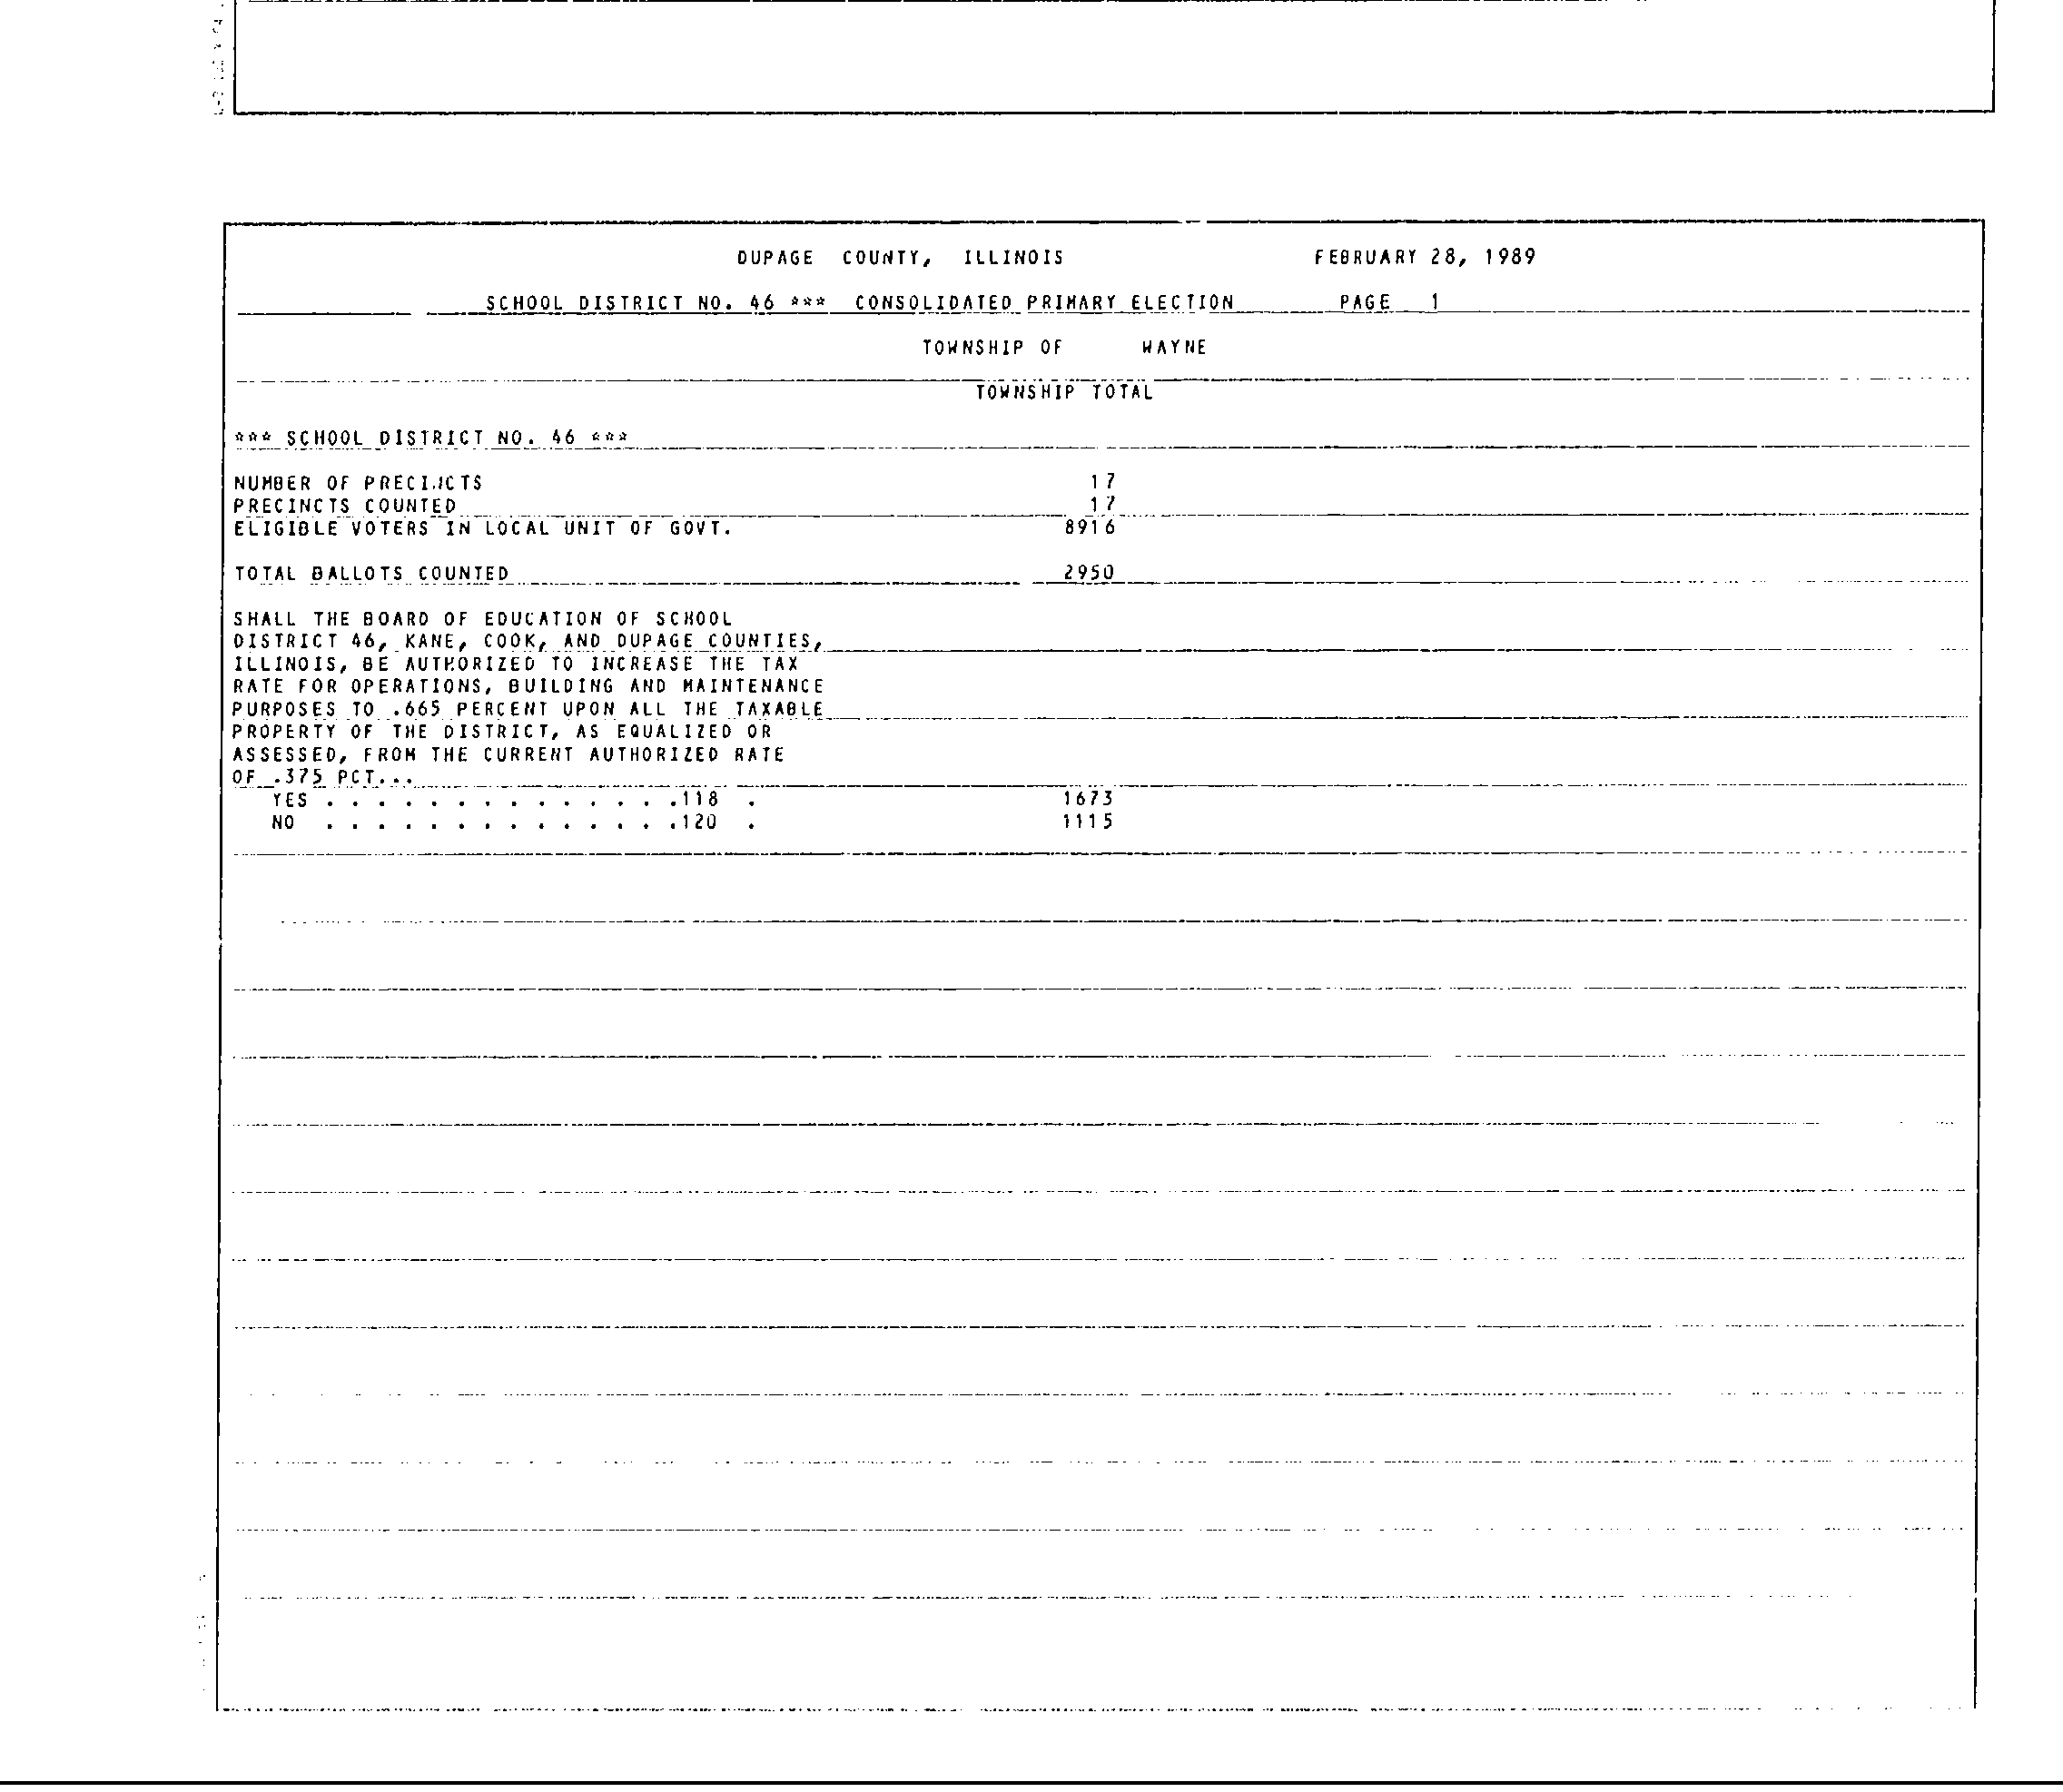 DUPAGE COUNTY, ILLINOIS FEBRUARY 28, 1989
SCHOOL DISTRICT NO. 46 *** CONSOLIDATED PRIMARY ELECTION PAGE 1
TOWNSHIP OF WAYNE
TOWNSHIP TOTAL
*** SCHOOL DISTRICT NO. 46 ***
NUMBER OF PRECINCTS 17
PRECINCTS COUNTED 17
ELIGIBLE VOTERS IN LOCAL UNIT OF GOVT. 8916
TOTAL BALLOTS COUNTED 2950
SHALL THE BOARD OF EDUCATION OF SCHOOL
DISTRICT 46, KANE, COOK, AND DUPAGE COUNTIES,
ILLINOIS, BE AUTHORIZED TO INCREASE THE TAX
RATE FOR OPERATIONS, BUILDING AND MAINTENANCE
PURPOSES TO .665 PERCENT UPON ALL THE TAXABLE
PROPERTY OF THE DISTRICT, AS EQUALIZED OR
ASSESSED, FROM THE CURRENT AUTHORIZED RATE
OF .375 PCT...
YES . . . . . . . . . . . . . .118 . 1673
NO . . . . . . . . . . . . . .120 . 1115